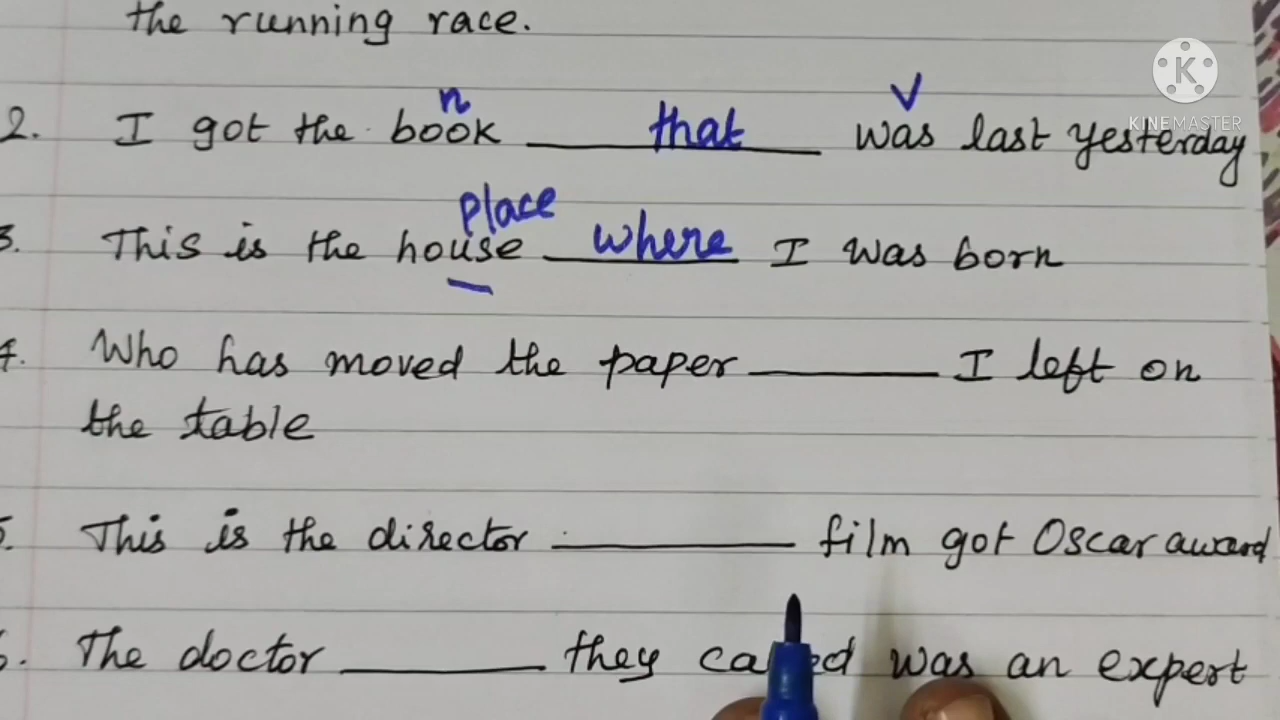 the running race.
n V
2. I got the book that was last yesterday
place
3. This is the house where I was born
4. Who has moved the paper I left on
the table
5. This is the director film got Oscar award
6. The doctor they called was an expert
K
KINEMASTER